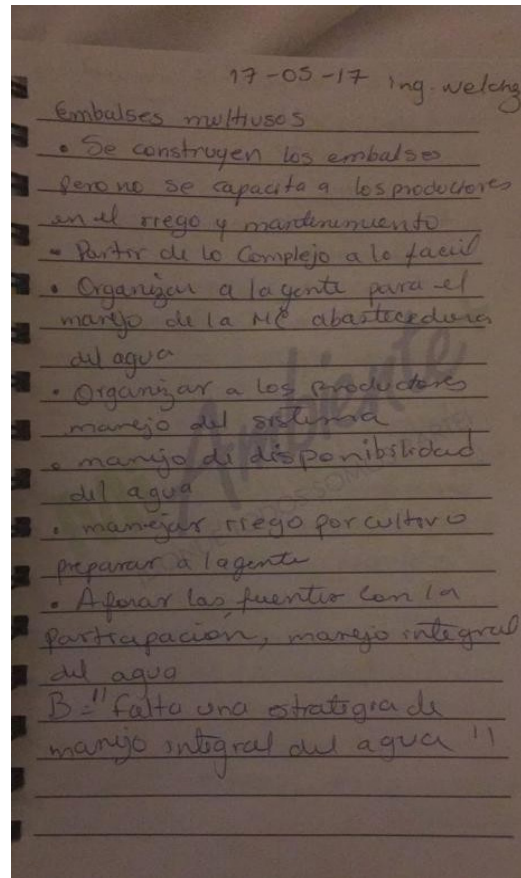 17-05-17 ing. welchz
Embalses multiusos
• Se construyen los embalses
pero no se capacita a los productores
en el riego y mantenimiento
- Partir de lo Complejo a lo facil
• Organizar a la gente para el
manejo de la MC abastecedora
del agua
• Organizar a los productores
manejo del sistema
• manejo de disponibilidad
del agua
• manejar riego por cultivo
preparar a la gente
• Aforar las fuentes con la
participación, manejo integral
del agua
B="falta una estrategia de
manejo integral del agua"
Ambiente